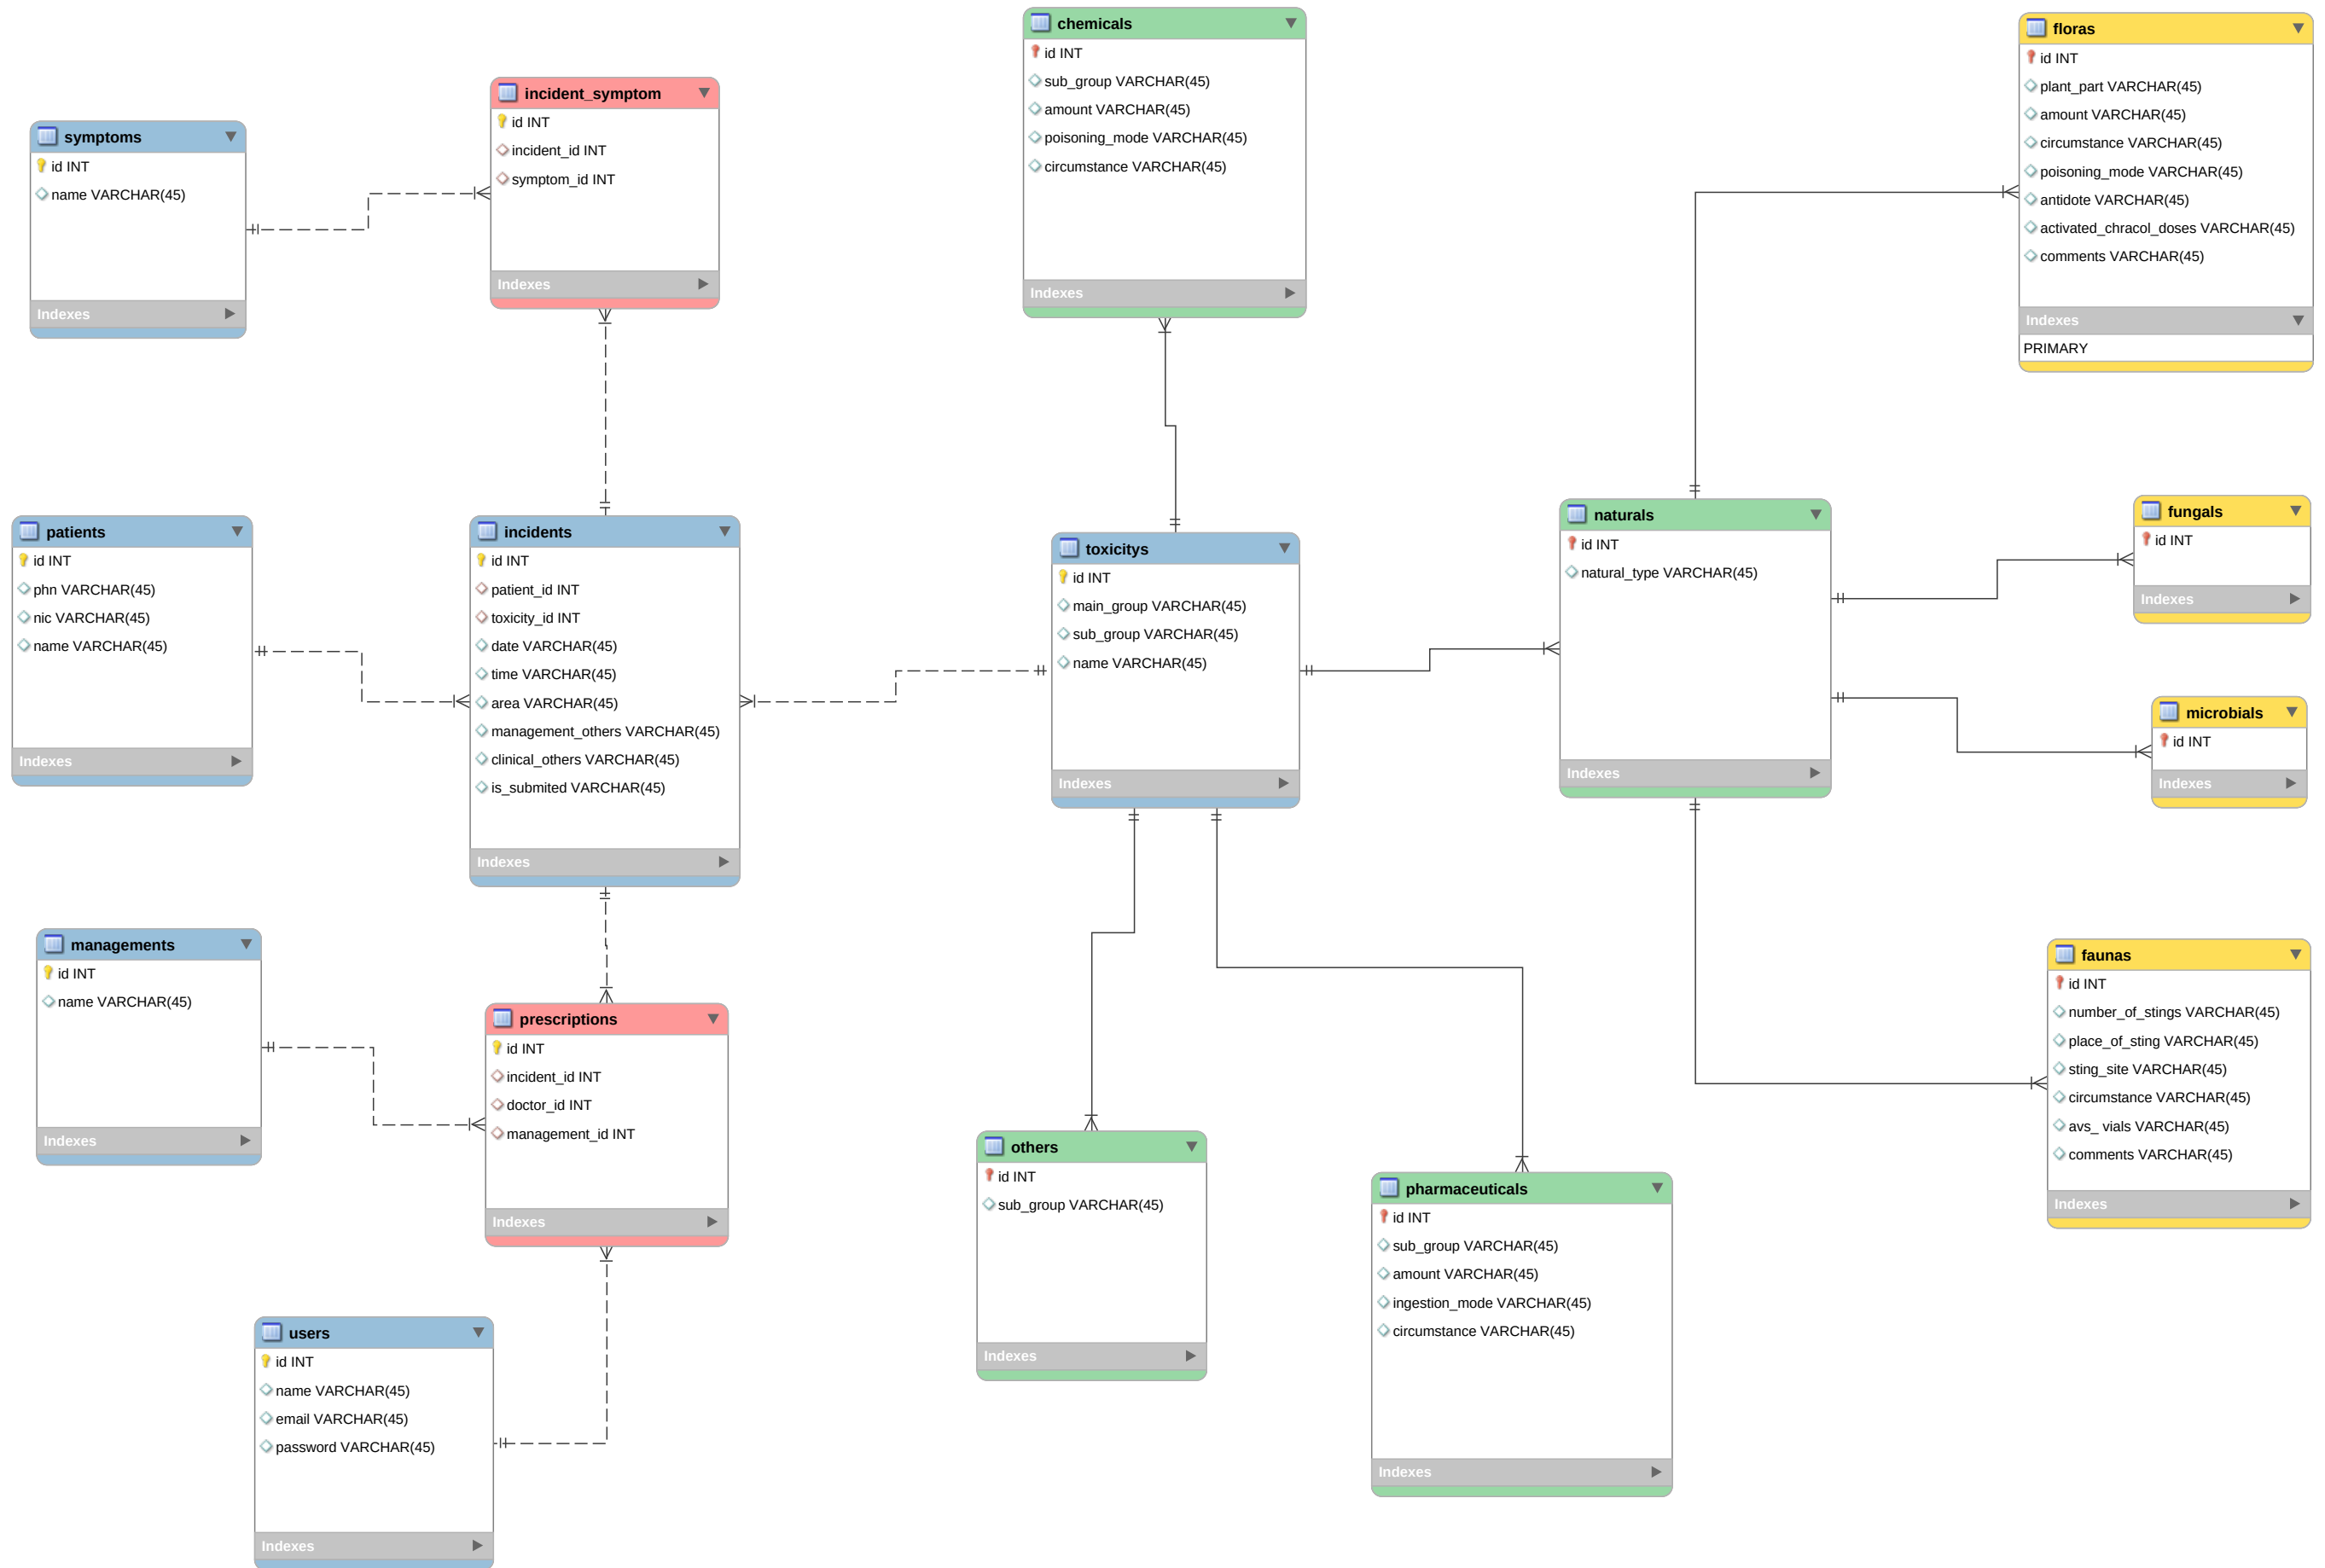 symptoms
id INT
name VARCHAR(45)
Indexes
incident_symptom
id INT
incident_id INT
symptom_id INT
Indexes
chemicals
id INT
sub_group VARCHAR(45)
amount VARCHAR(45)
poisoning_mode VARCHAR(45)
circumstance VARCHAR(45)
Indexes
floras
id INT
plant_part VARCHAR(45)
amount VARCHAR(45)
circumstance VARCHAR(45)
poisoning_mode VARCHAR(45)
antidote VARCHAR(45)
activated_chracol_doses VARCHAR(45)
comments VARCHAR(45)
Indexes
PRIMARY
patients
id INT
phn VARCHAR(45)
nic VARCHAR(45)
name VARCHAR(45)
Indexes
incidents
id INT
patient_id INT
toxicity_id INT
date VARCHAR(45)
time VARCHAR(45)
area VARCHAR(45)
management_others VARCHAR(45)
clinical_others VARCHAR(45)
is_submited VARCHAR(45)
Indexes
toxicitys
id INT
main_group VARCHAR(45)
sub_group VARCHAR(45)
name VARCHAR(45)
Indexes
naturals
id INT
natural_type VARCHAR(45)
Indexes
fungals
id INT
Indexes
microbials
id INT
Indexes
managements
id INT
name VARCHAR(45)
Indexes
prescriptions
id INT
incident_id INT
doctor_id INT
management_id INT
Indexes
faunas
id INT
number_of_stings VARCHAR(45)
place_of_sting VARCHAR(45)
sting_site VARCHAR(45)
circumstance VARCHAR(45)
avs_ vials VARCHAR(45)
comments VARCHAR(45)
Indexes
others
id INT
sub_group VARCHAR(45)
Indexes
pharmaceuticals
id INT
sub_group VARCHAR(45)
amount VARCHAR(45)
ingestion_mode VARCHAR(45)
circumstance VARCHAR(45)
Indexes
users
id INT
name VARCHAR(45)
email VARCHAR(45)
password VARCHAR(45)
Indexes